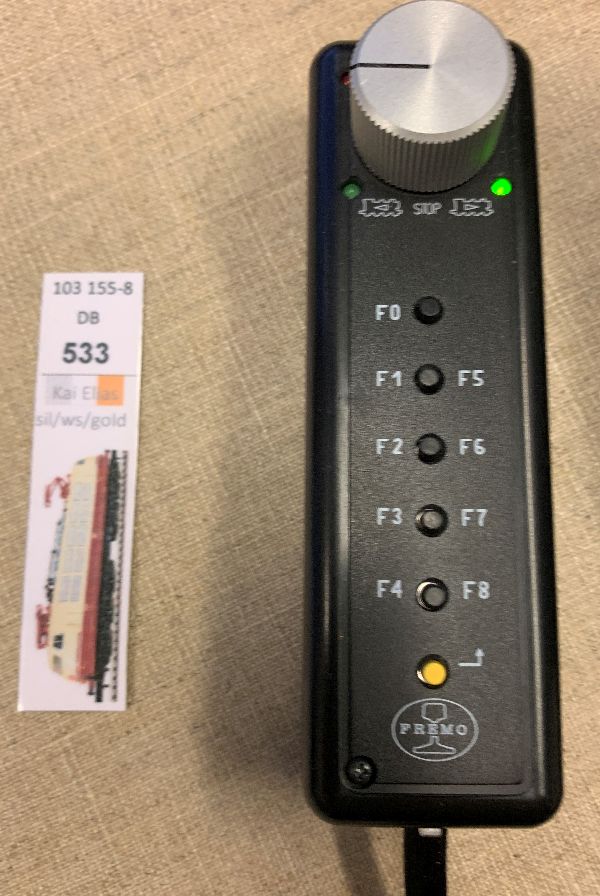 103 155-8
DB
533
Kai Elias
sil/ws/gold
STOP
F0
F1 F5
F2 F6
F3 F7
F4 F8
PREMO